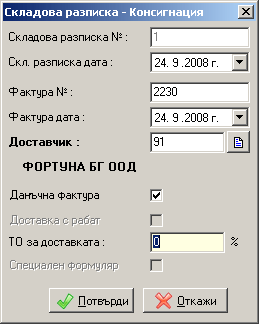 Складова разписка - Консигнация
Складова разписка № : 1
Скл. разписка дата : 24. 9 .2008 г.
Фактура № : 2230
Фактура дата : 24. 9 .2008 г.
Доставчик : 91
ФОРТУНА БГ ООД
Данъчна фактура
Доставка с рабат
ТО за доставката : 0 %
Специален формуляр
Потвърди Откажи